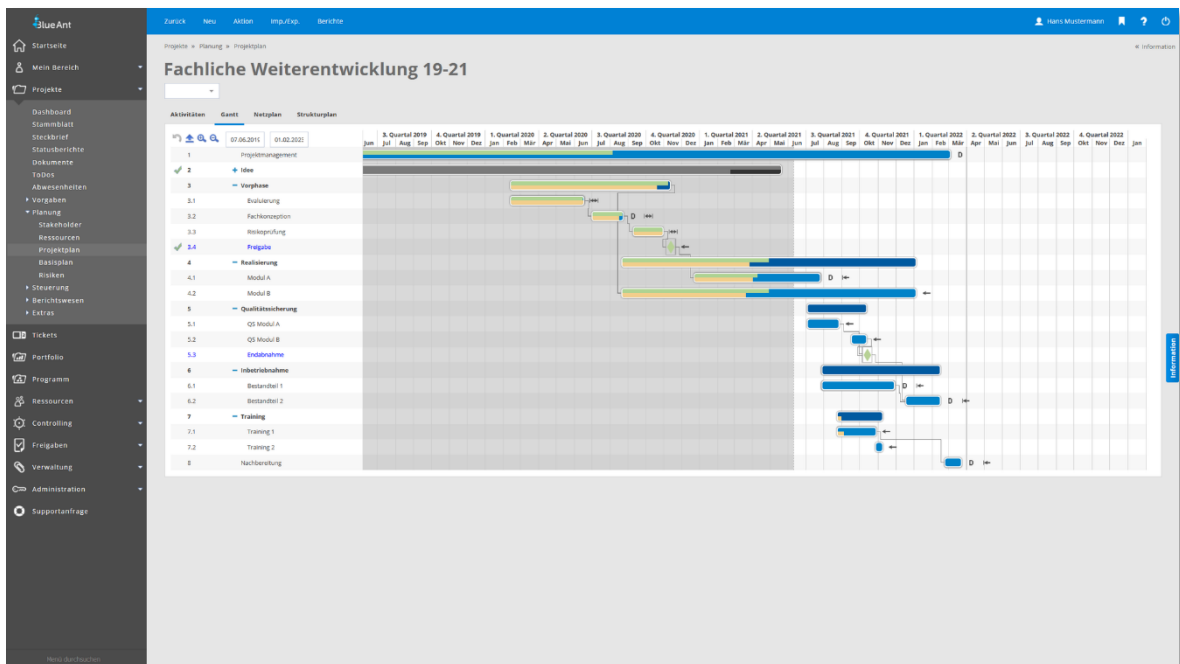 BlueAnt
Zurück Neu Aktion Imp./Exp. Berichte
Hans Mustermann ?
Startseite
Mein Bereich
Projekte
Dashboard
Stammblatt
Steckbrief
Statusberichte
Dokumente
ToDos
Abwesenheiten
Vorgaben
Planung
Stakeholder
Ressourcen
Projektplan
Basisplan
Risiken
Steuerung
Berichtswesen
Extras
Tickets
Portfolio
Programm
Ressourcen
Controlling
Freigaben
Verwaltung
Administration
Supportanfrage
Menü durchsuchen
Projekte » Planung » Projektplan
Information
Fachliche Weiterentwicklung 19-21
Aktivitäten Gantt Netzplan Strukturplan
07.06.2019 01.02.2023
3. Quartal 2019 4. Quartal 2019 1. Quartal 2020 2. Quartal 2020 3. Quartal 2020 4. Quartal 2020 1. Quartal 2021 2. Quartal 2021 3. Quartal 2021 4. Quartal 2021 1. Quartal 2022 2. Quartal 2022 3. Quartal 2022 4. Quartal 2022
Jun Jul Aug Sep Okt Nov Dez Jan Feb Mär Apr Mai Jun Jul Aug Sep Okt Nov Dez Jan Feb Mär Apr Mai Jun Jul Aug Sep Okt Nov Dez Jan Feb Mär Apr Mai Jun Jul Aug Sep Okt Nov Dez Jan
1 Projektmanagement D
2 Idee
3 Vorphase
3.1 Evaluierung
3.2 Fachkonzeption D
3.3 Risikoprüfung
3.4 Freigabe
4 Realisierung
4.1 Modul A D
4.2 Modul B
5 Qualitätssicherung
5.1 QS Modul A
5.2 QS Modul B
5.3 Endabnahme
6 Inbetriebnahme
6.1 Bestandteil 1 D
6.2 Bestandteil 2 D
7 Training
7.1 Training 1
7.2 Training 2
8 Nachbereitung D
Information